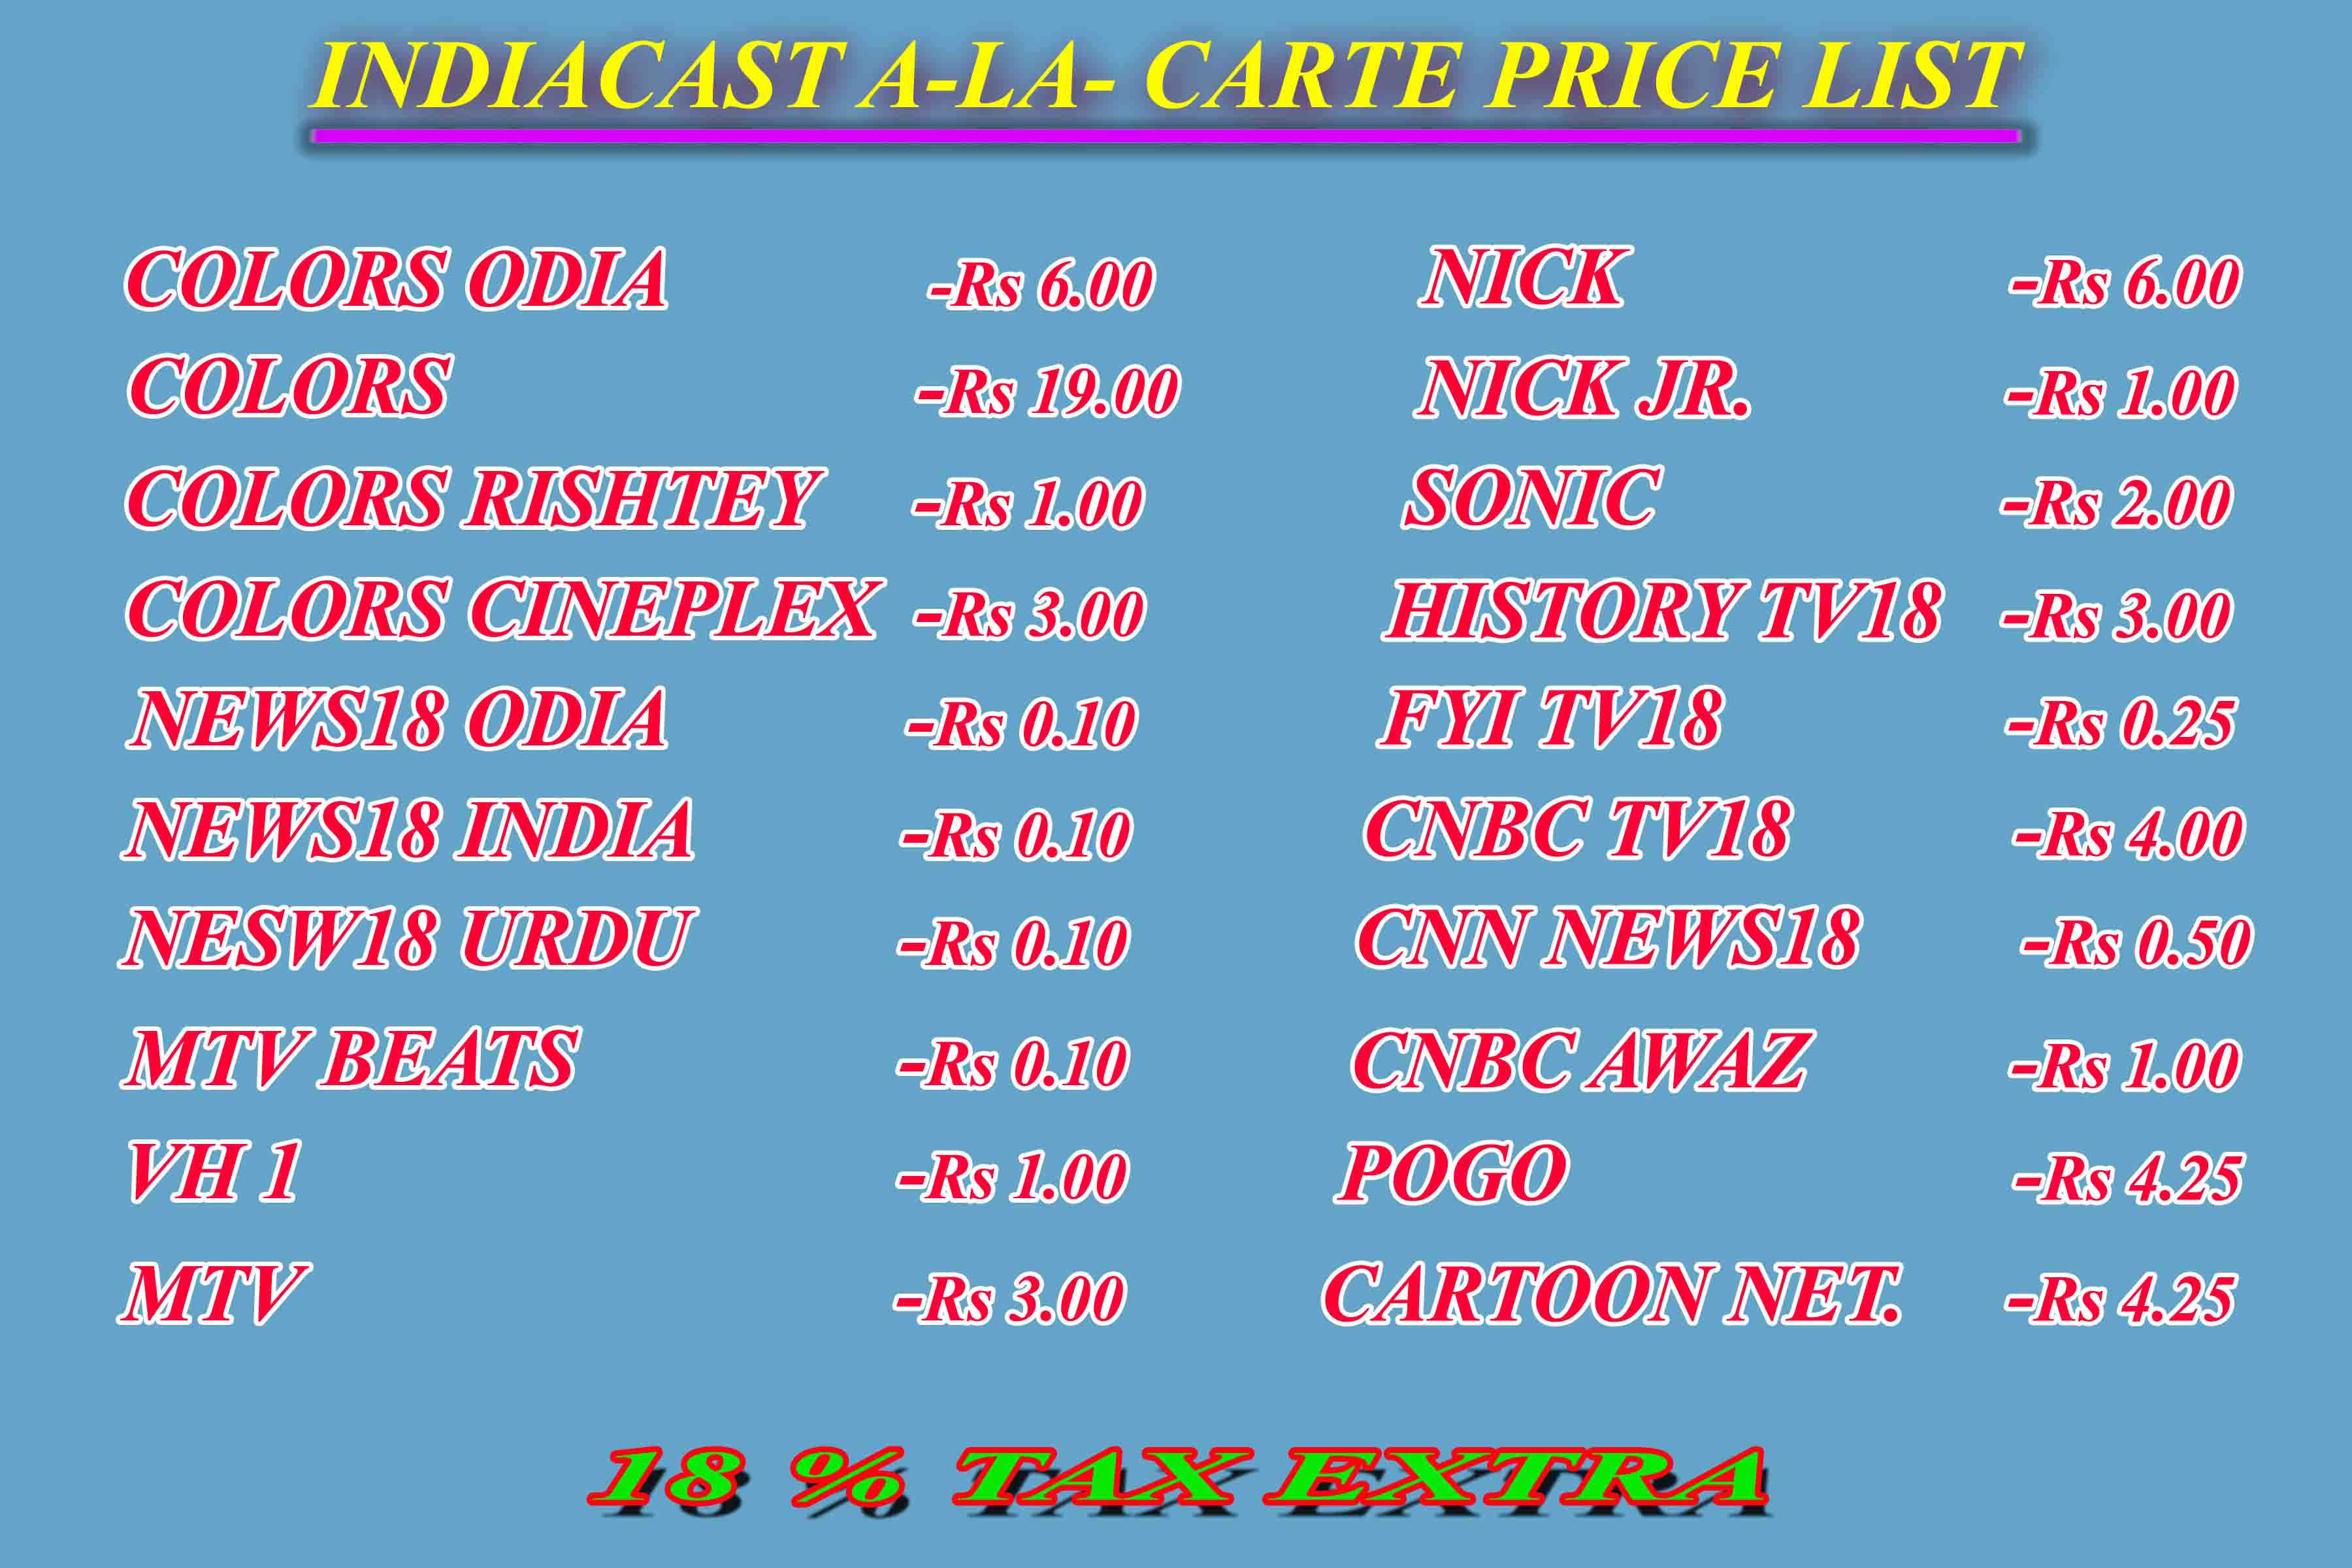 INDIACAST A-LA- CARTE PRICE LIST
COLORS ODIA -Rs 6.00
COLORS -Rs 19.00
COLORS RISHTEY -Rs 1.00
COLORS CINEPLEX -Rs 3.00
NEWS18 ODIA -Rs 0.10
NEWS18 INDIA -Rs 0.10
NESW18 URDU -Rs 0.10
MTV BEATS -Rs 0.10
VH 1 -Rs 1.00
MTV -Rs 3.00
NICK -Rs 6.00
NICK JR. -Rs 1.00
SONIC -Rs 2.00
HISTORY TV18 -Rs 3.00
FYI TV18 -Rs 0.25
CNBC TV18 -Rs 4.00
CNN NEWS18 -Rs 0.50
CNBC AWAZ -Rs 1.00
POGO -Rs 4.25
CARTOON NET. -Rs 4.25
18 % TAX EXTRA